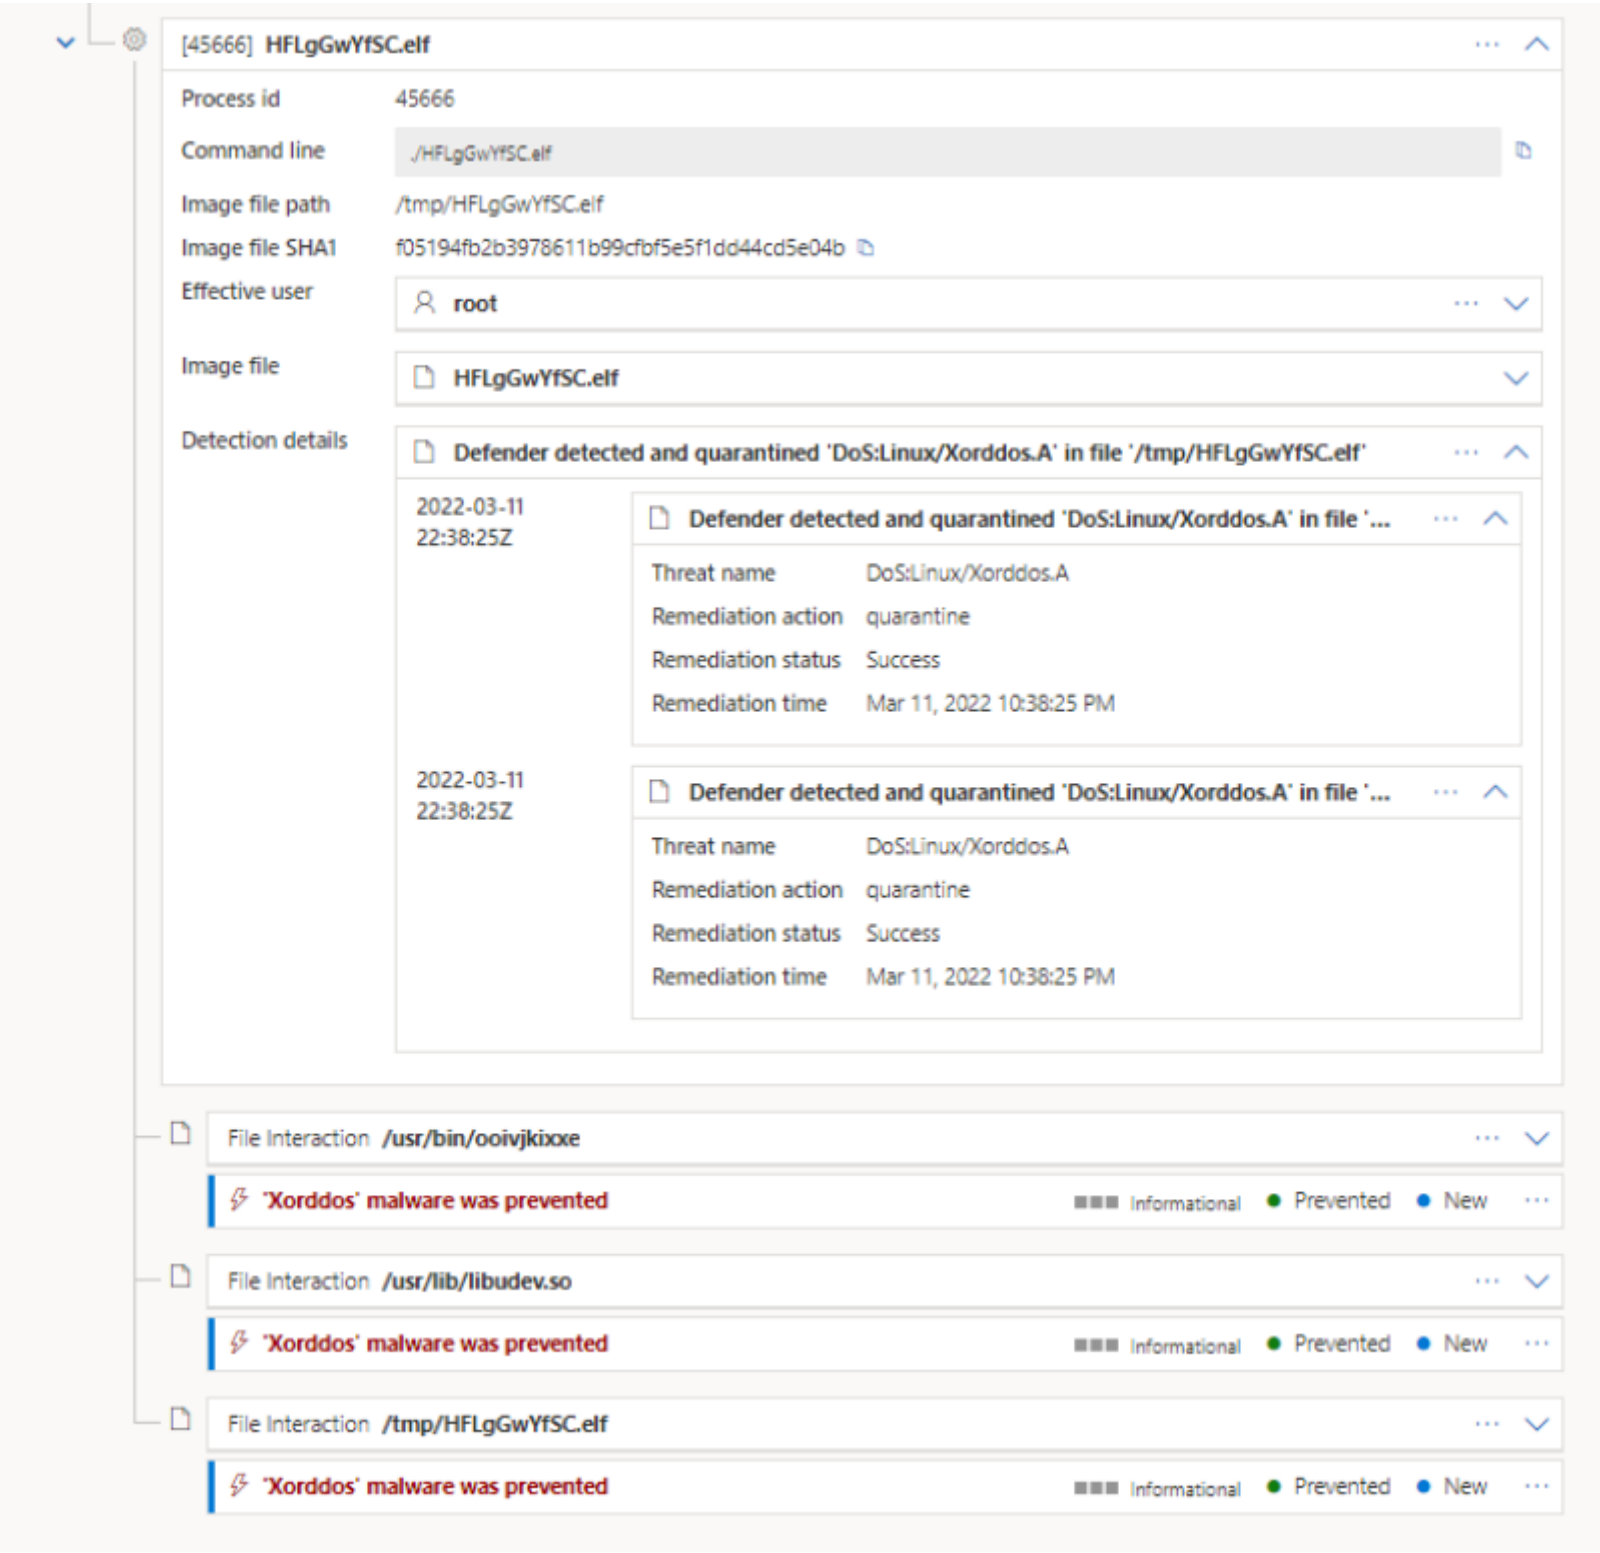 [45666] HFLgGwYfSC.elf ...
Process id 45666
Command line ./HFLgGwYfSC.elf
Image file path /tmp/HFLgGwYfSC.elf
Image file SHA1 f05194fb2b3978611b99cfbf5e5f1dd44cd5e04b
Effective user root ...
Image file HFLgGwYfSC.elf
Detection details Defender detected and quarantined 'DoS:Linux/Xorddos.A' in file '/tmp/HFLgGwYfSC.elf' ...
2022-03-11
22:38:25Z
Defender detected and quarantined 'DoS:Linux/Xorddos.A' in file '... ...
Threat name DoS:Linux/Xorddos.A
Remediation action quarantine
Remediation status Success
Remediation time Mar 11, 2022 10:38:25 PM
2022-03-11
22:38:25Z
Defender detected and quarantined 'DoS:Linux/Xorddos.A' in file '... ...
Threat name DoS:Linux/Xorddos.A
Remediation action quarantine
Remediation status Success
Remediation time Mar 11, 2022 10:38:25 PM
File Interaction /usr/bin/ooivjkixxe ...
'Xorddos' malware was prevented Informational Prevented New ...
File Interaction /usr/lib/libudev.so ...
'Xorddos' malware was prevented Informational Prevented New ...
File Interaction /tmp/HFLgGwYfSC.elf ...
'Xorddos' malware was prevented Informational Prevented New ...